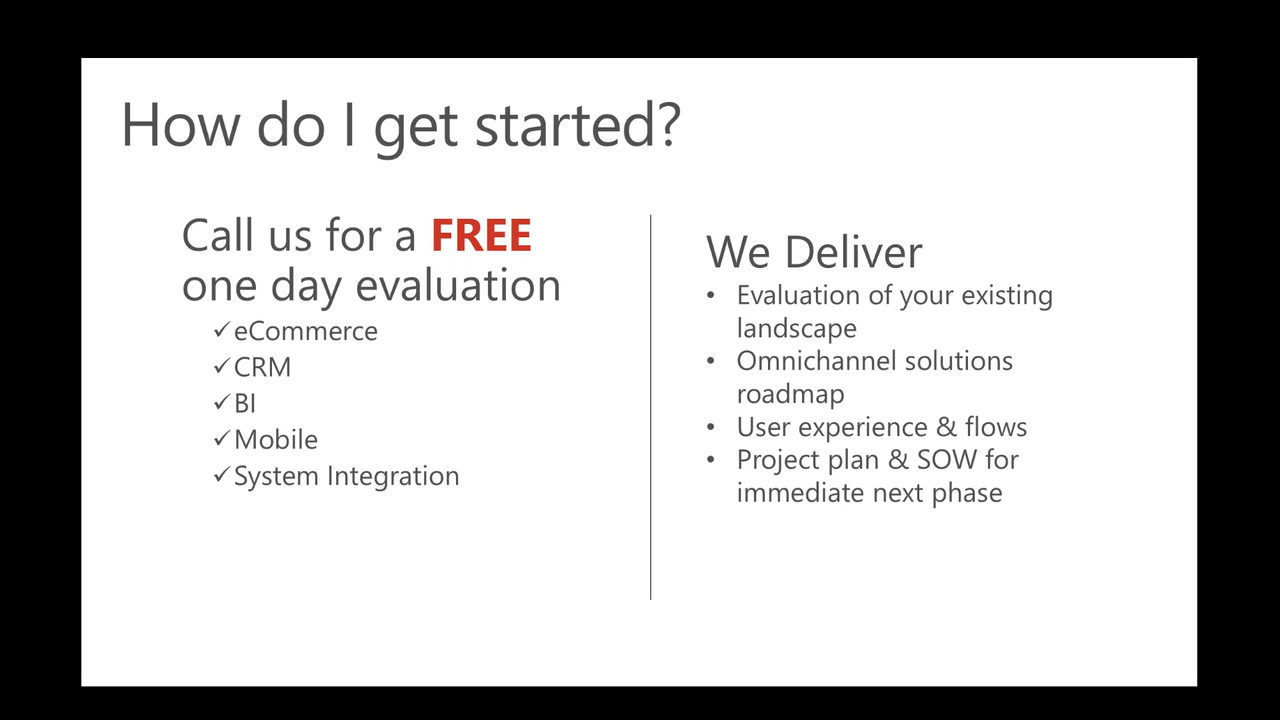 How do I get started?
Call us for a FREE
one day evaluation
✓eCommerce
✓CRM
✓BI
✓Mobile
✓System Integration
We Deliver
• Evaluation of your existing
landscape
• Omnichannel solutions
roadmap
• User experience & flows
• Project plan & SOW for
immediate next phase